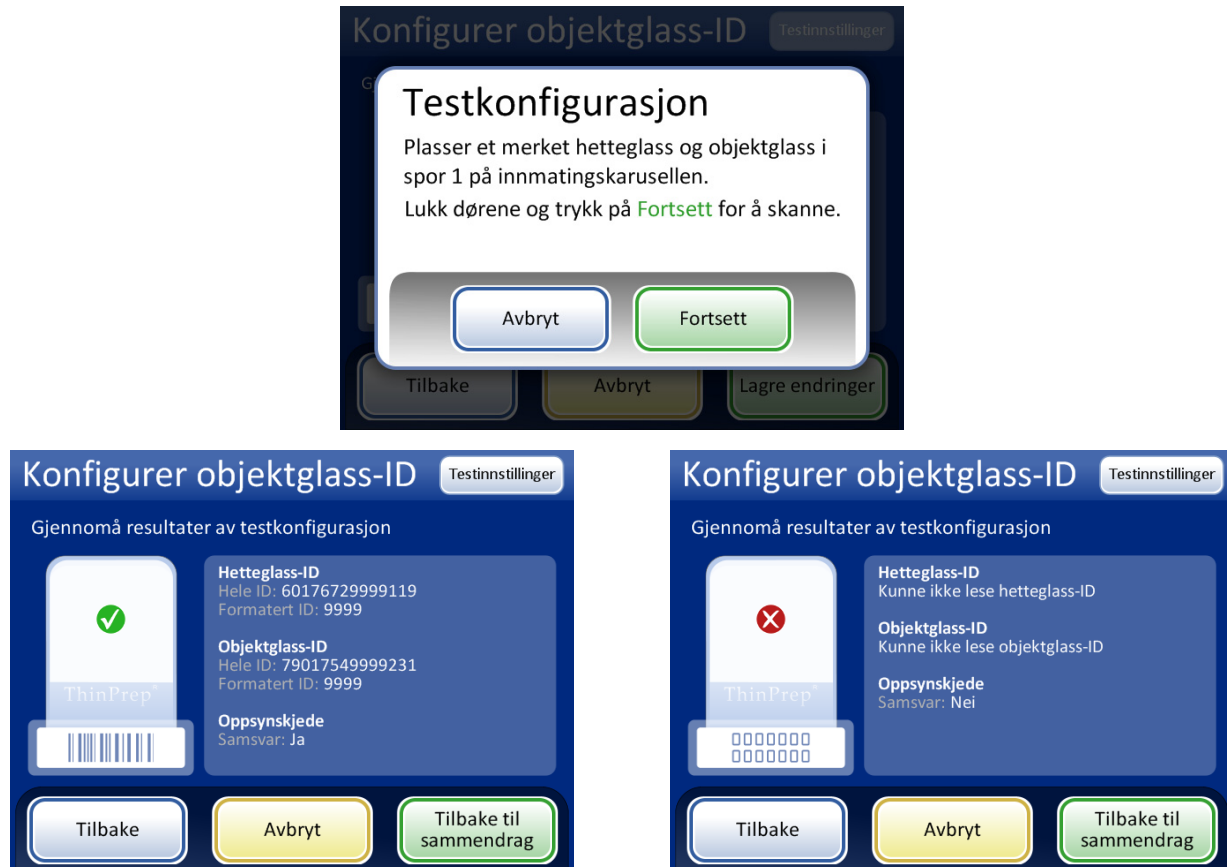 Konfigurer objektglass-ID
Testinnstillinger
Testkonfigurasjon
Plasser et merket hetteglass og objektglass i
spor 1 på innmatingskarusellen.
Lukk dørene og trykk på Fortsett for å skanne.
Avbryt
Fortsett
Tilbake
Avbryt
Lagre endringer
Konfigurer objektglass-ID
Testinnstillinger
Gjennomå resultater av testkonfigurasjon
Hetteglass-ID
Hele ID: 60176729999119
Formatert ID: 9999
Objektglass-ID
Hele ID: 79017549999231
Formatert ID: 9999
Oppsynskjede
Samsvar: Ja
ThinPrep®
Tilbake
Avbryt
Tilbake til
sammendrag
Konfigurer objektglass-ID
Testinnstillinger
Gjennomå resultater av testkonfigurasjon
Hetteglass-ID
Kunne ikke lese hetteglass-ID
Objektglass-ID
Kunne ikke lese objektglass-ID
Oppsynskjede
Samsvar: Nei
ThinPrep®
Tilbake
Avbryt
Tilbake til
sammendrag